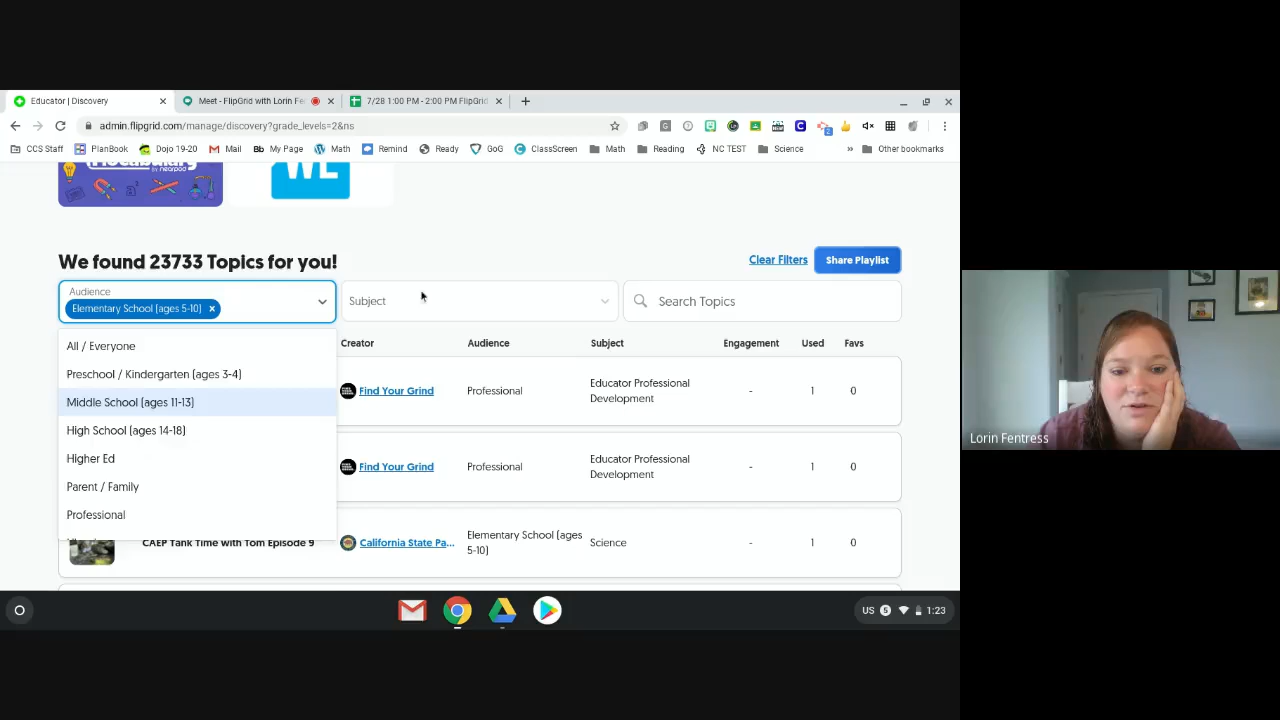 Educator | Discovery
Meet - FlipGrid with Lorin Fe
7/28 1:00 PM - 2:00 PM FlipGrid
admin.flipgrid.com/manage/discovery?grade_levels=2&ns
CCS Staff PlanBook Dojo 19-20 Mail Bb My Page Math Remind Ready GoG ClassScreen Math Reading NC TEST Science » Other bookmarks
by nearpod
WE
We found 23733 Topics for you!
Clear Filters
Share Playlist
Audience
Elementary School (ages 5-10) ×
Subject
Search Topics
All / Everyone
Preschool / Kindergarten (ages 3-4)
Middle School (ages 11-13)
High School (ages 14-18)
Higher Ed
Parent / Family
Professional
Creator Audience Subject Engagement Used Favs
Find Your Grind Professional Educator Professional Development - 1 0
Find Your Grind Professional Educator Professional Development - 1 0
CAEP Tank Time with Tom Episode 9 California State Pa... Elementary School (ages 5-10) Science - 1 0
US 5 1:23
Lorin Fentress